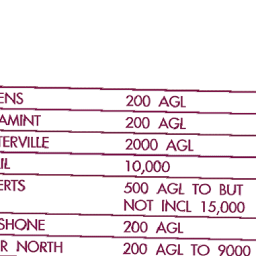 ENS 200 AGL
AMINT 200 AGL
TERVILLE 2000 AGL
IL 10,000
ERTS 500 AGL TO BUT
NOT INCL 15,000
SHONE 200 AGL
R NORTH 200 AGL TO 9000